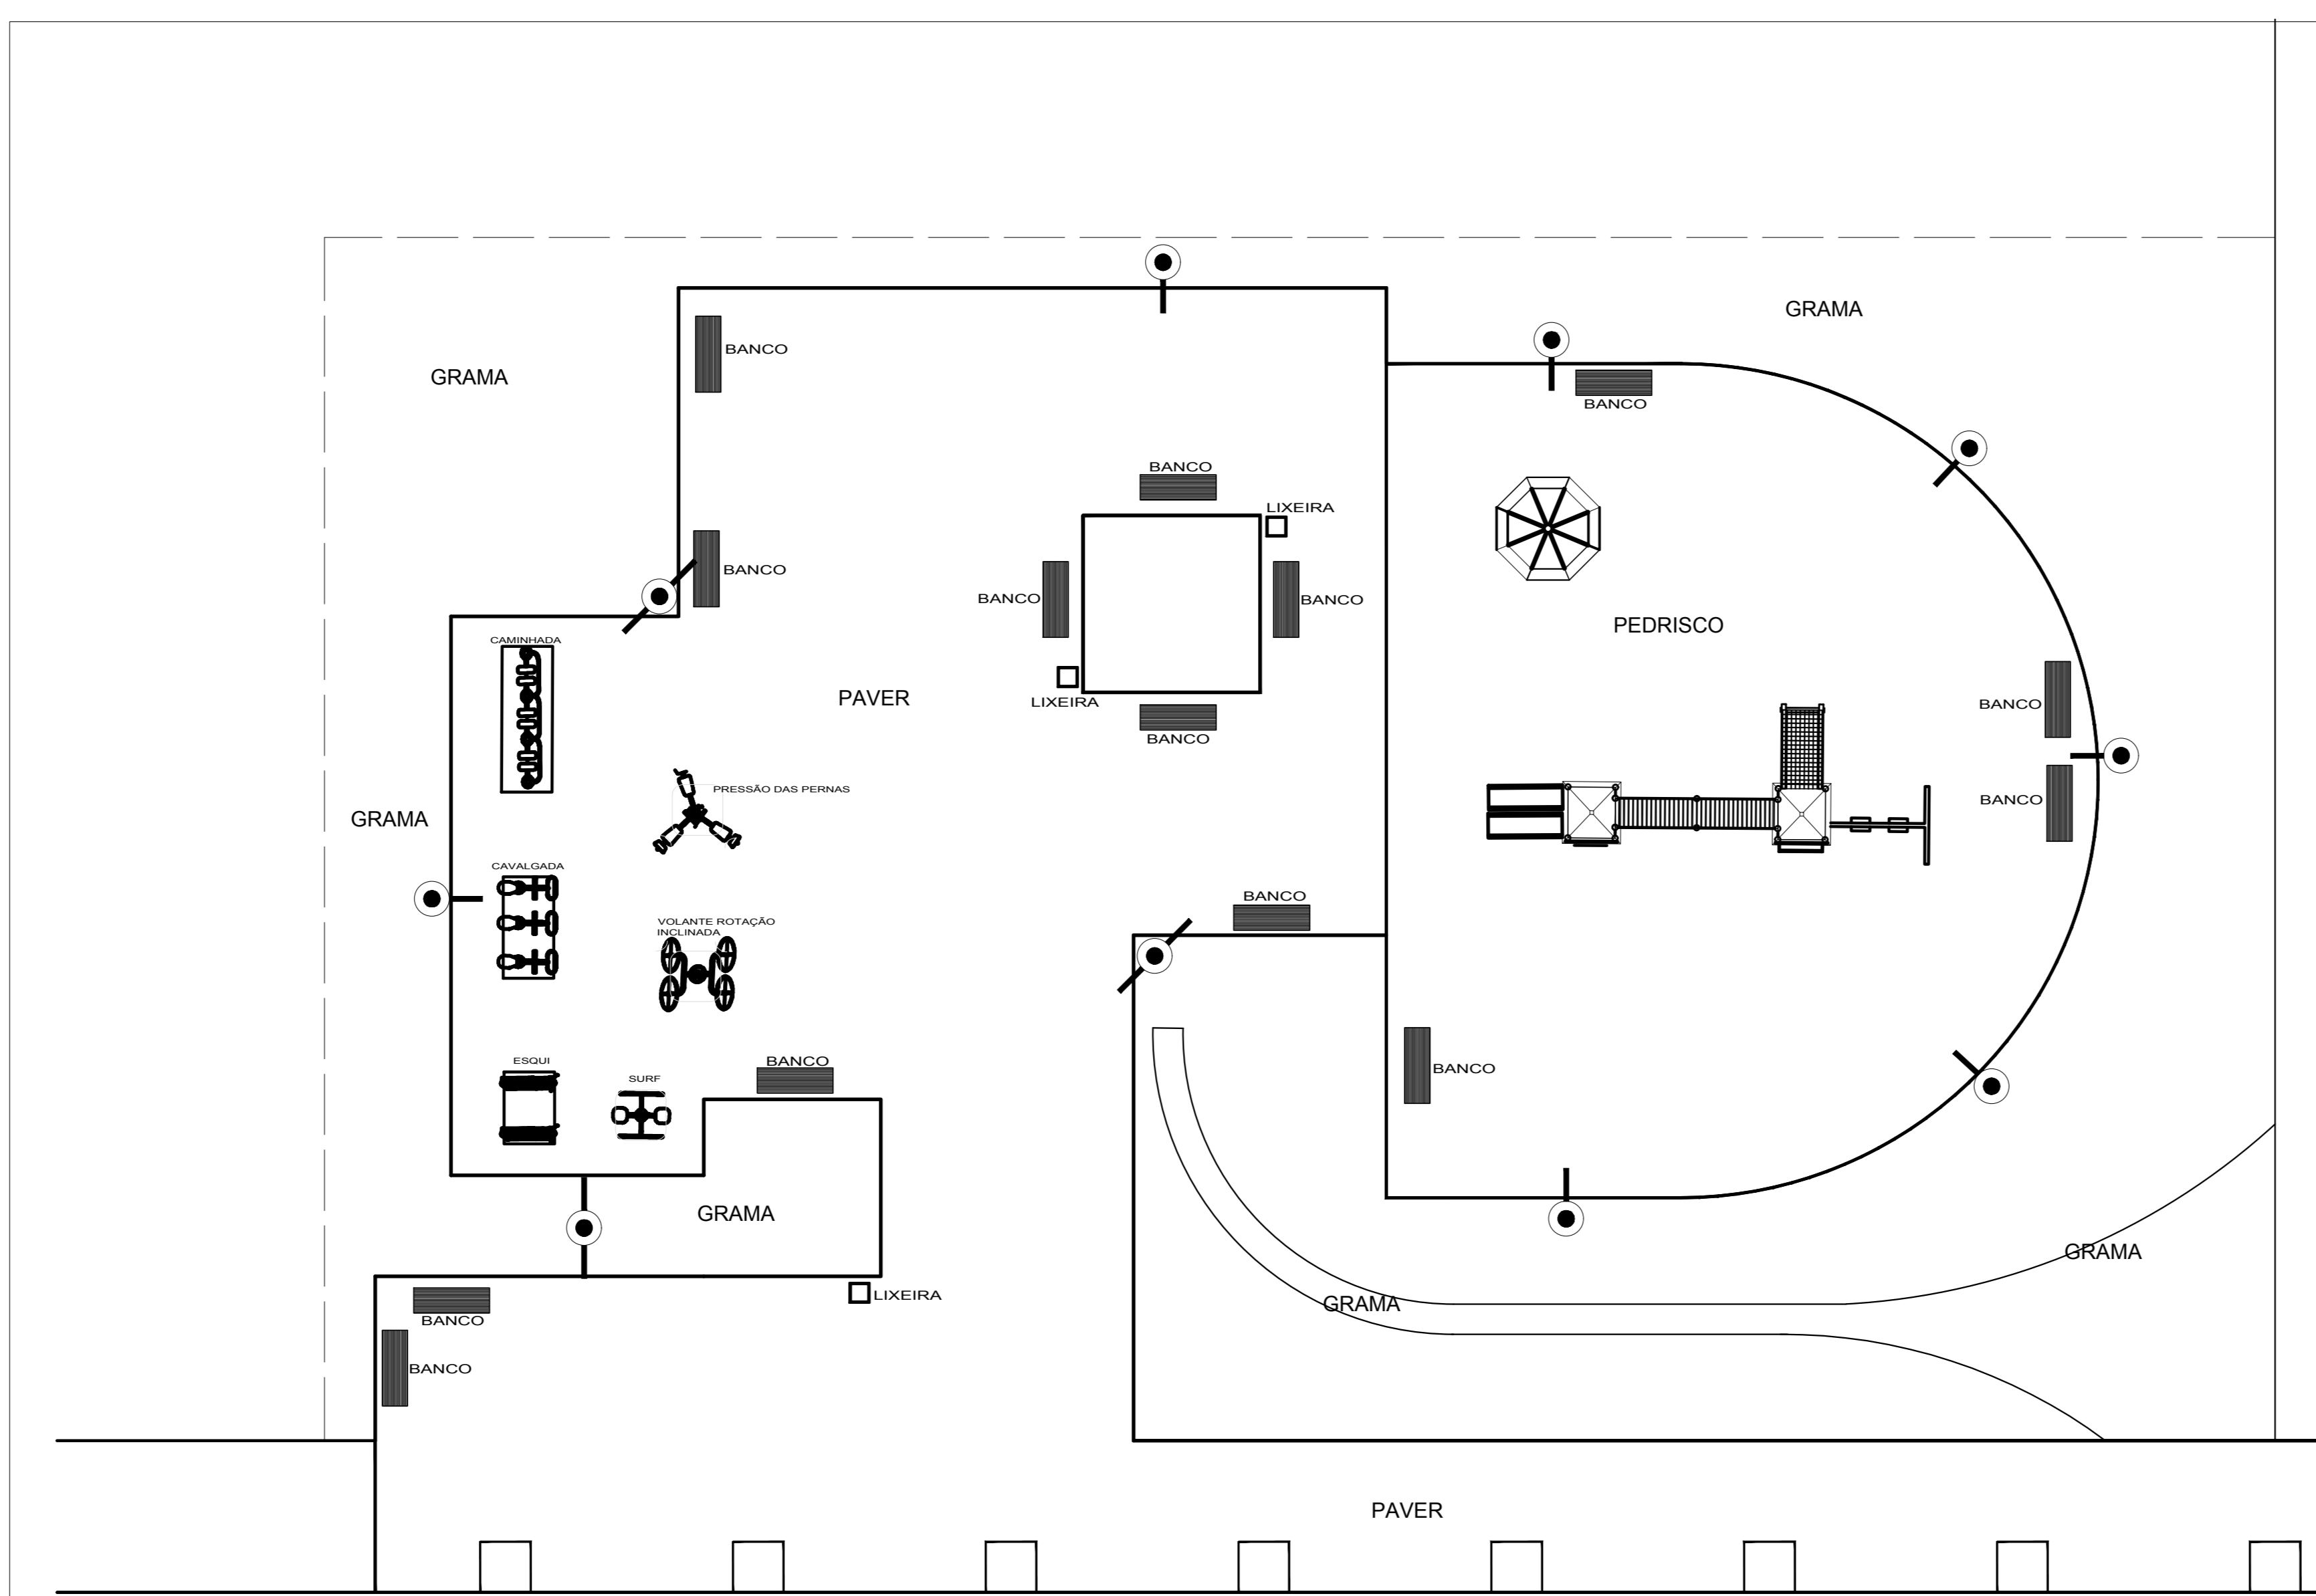 GRAMA
BANCO
GRAMA
BANCO
BANCO
LIXEIRA
BANCO
BANCO
BANCO
PEDRISCO
CAMINHADA
PAVER
LIXEIRA
BANCO
BANCO
PRESSÃO DAS PERNAS
BANCO
GRAMA
CAVALGADA
BANCO
VOLANTE ROTAÇÃO
INCLINADA
ESQUI
BANCO
BANCO
SURF
GRAMA
GRAMA
LIXEIRA
GRAMA
BANCO
BANCO
PAVER